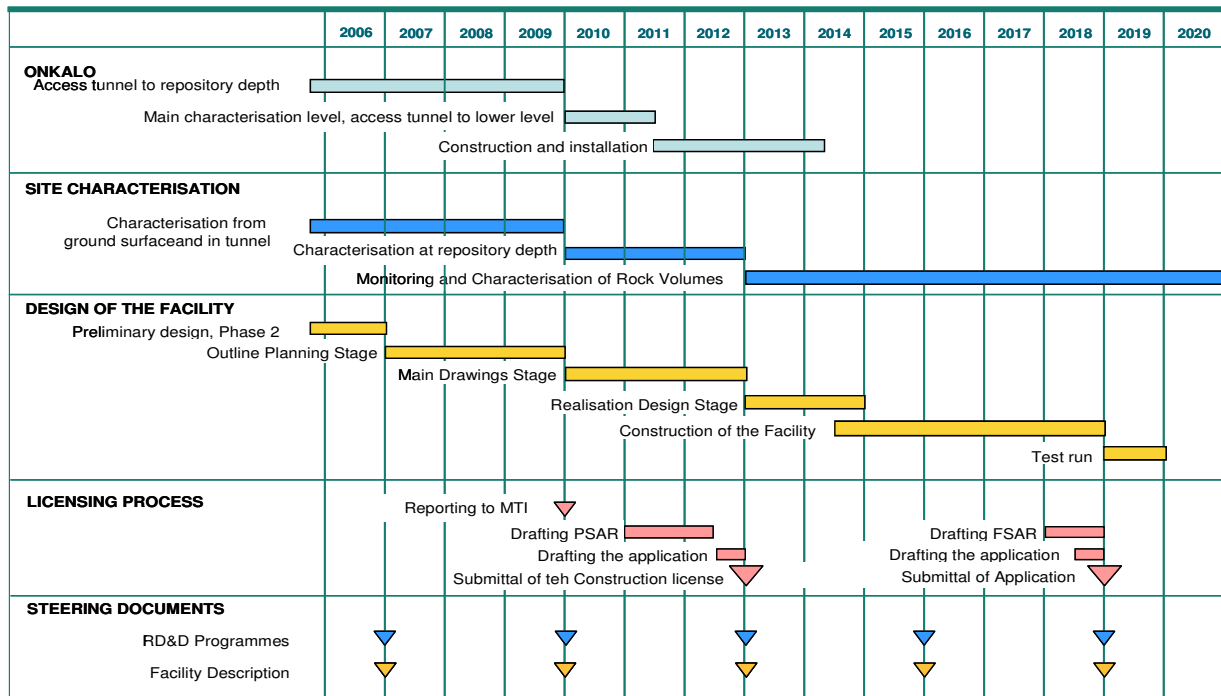 2006 2007 2008 2009 2010 2011 2012 2013 2014 2015 2016 2017 2018 2019 2020
ONKALO
Access tunnel to repository depth
Main characterisation level, access tunnel to lower level
Construction and installation
SITE CHARACTERISATION
Characterisation from
ground surfaceand in tunnel
Characterisation at repository depth
Monitoring and Characterisation of Rock Volumes
DESIGN OF THE FACILITY
Preliminary design, Phase 2
Outline Planning Stage
Main Drawings Stage
Realisation Design Stage
Construction of the Facility
Test run
LICENSING PROCESS
Reporting to MTI
Drafting PSAR
Drafting FSAR
Drafting the application
Drafting the application
Submittal of teh Construction license
Submittal of Application
STEERING DOCUMENTS
RD&D Programmes
Facility Description